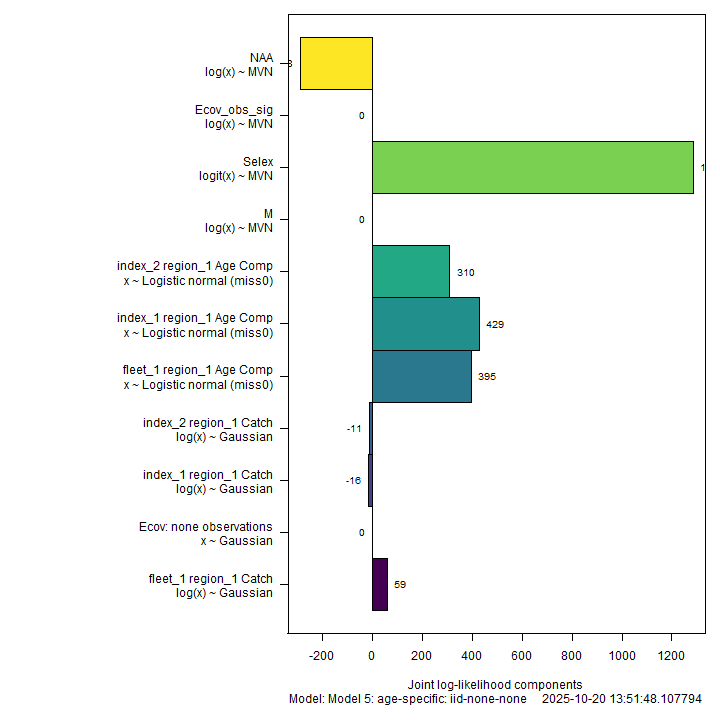 NAA
log(x) ~ MVN
3
Ecov_obs_sig
log(x) ~ MVN
0
Selex
logit(x) ~ MVN
1
M
log(x) ~ MVN
0
index_2 region_1 Age Comp
x ~ Logistic normal (miss0)
310
index_1 region_1 Age Comp
x ~ Logistic normal (miss0)
429
fleet_1 region_1 Age Comp
x ~ Logistic normal (miss0)
395
index_2 region_1 Catch
log(x) ~ Gaussian
-11
index_1 region_1 Catch
log(x) ~ Gaussian
-16
Ecov: none observations
x ~ Gaussian
0
fleet_1 region_1 Catch
log(x) ~ Gaussian
59
-200 0 200 400 600 800 1000 1200
Joint log-likelihood components
Model: Model 5: age-specific: iid-none-none 2025-10-20 13:51:48.107794